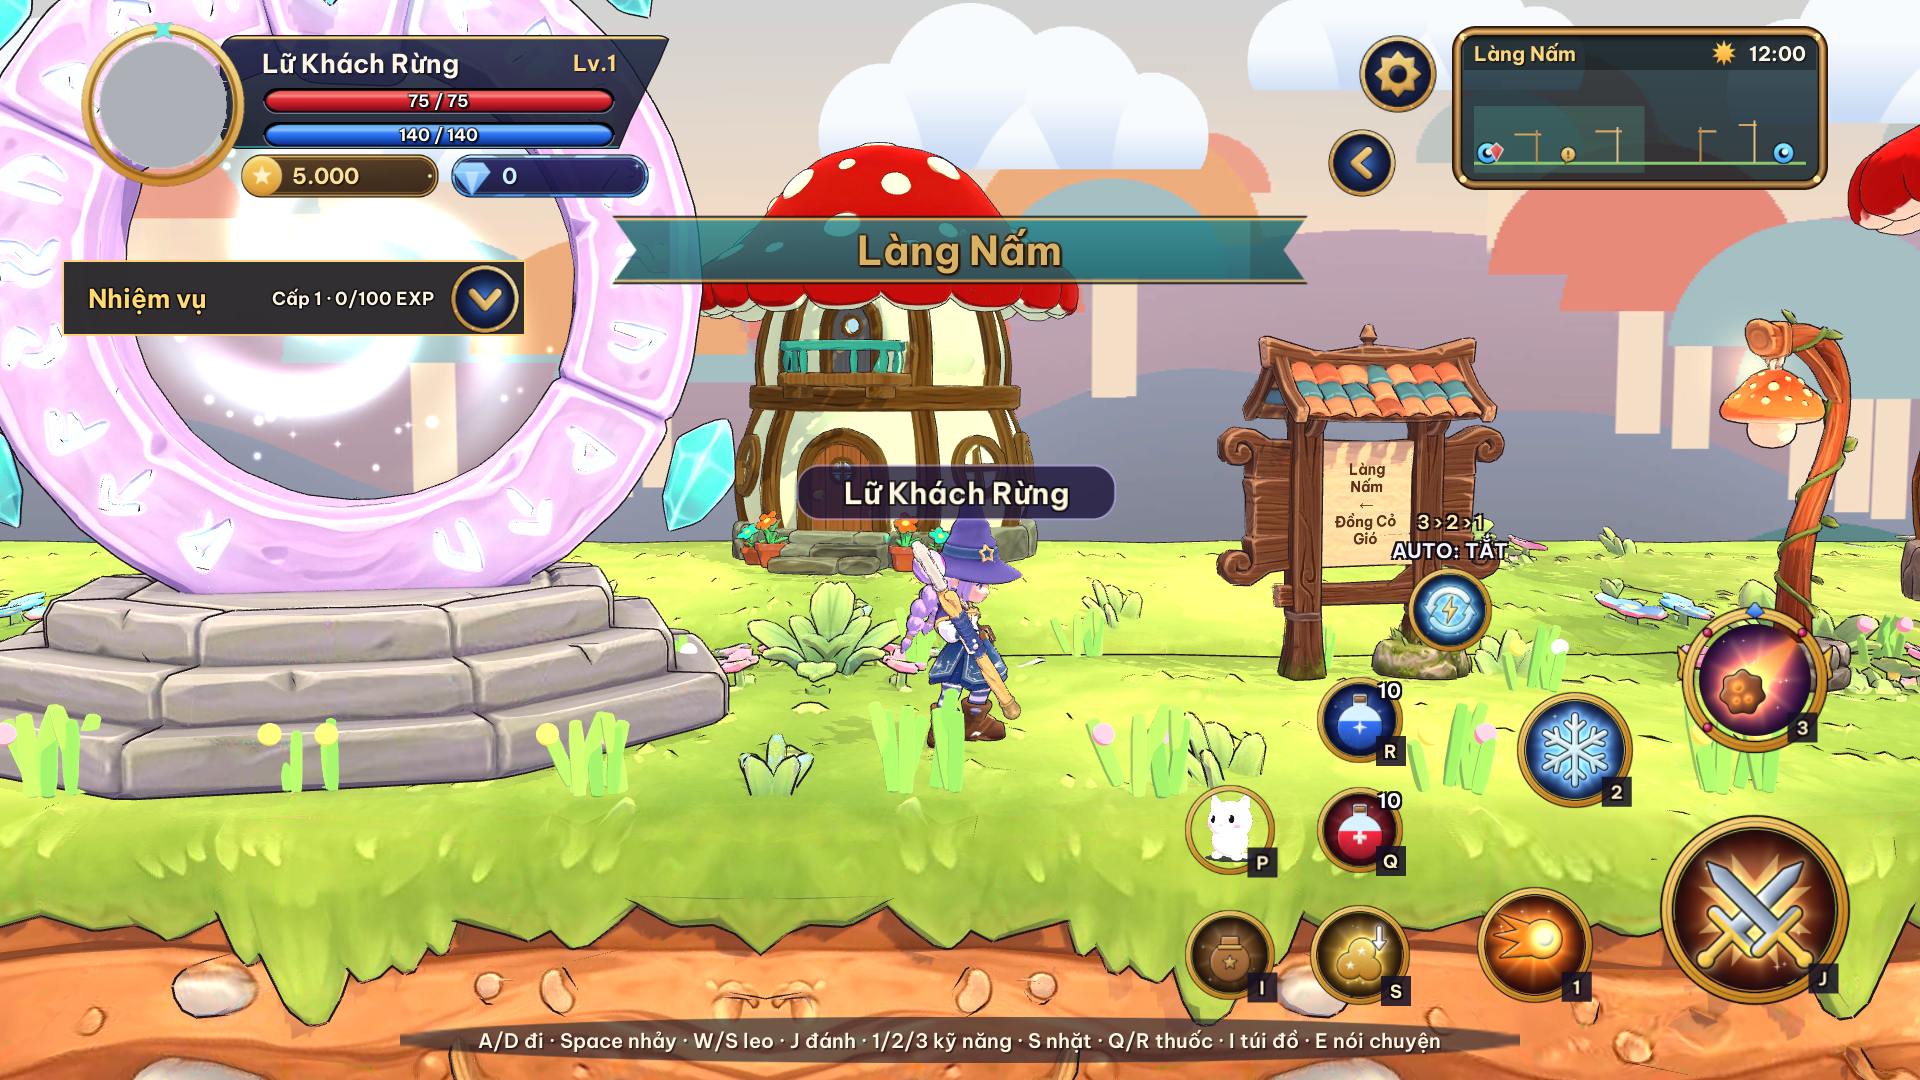 Lữ Khách Rừng
Lv.1
75 / 75
140 / 140
5.000
0
Làng Nấm
12:00
Làng Nấm
Nhiệm vụ
Cấp 1 · 0/100 EXP
Lữ Khách Rừng
Làng
Nấm
←
Đồng Cỏ
Gió
3 › 2 › 1
AUTO: TẮT
10
R
3
2
10
Q
P
I
S
1
J
A/D đi · Space nhảy · W/S leo · J đánh · 1/2/3 kỹ năng · S nhặt · Q/R thuốc · I túi đồ · E nói chuyện